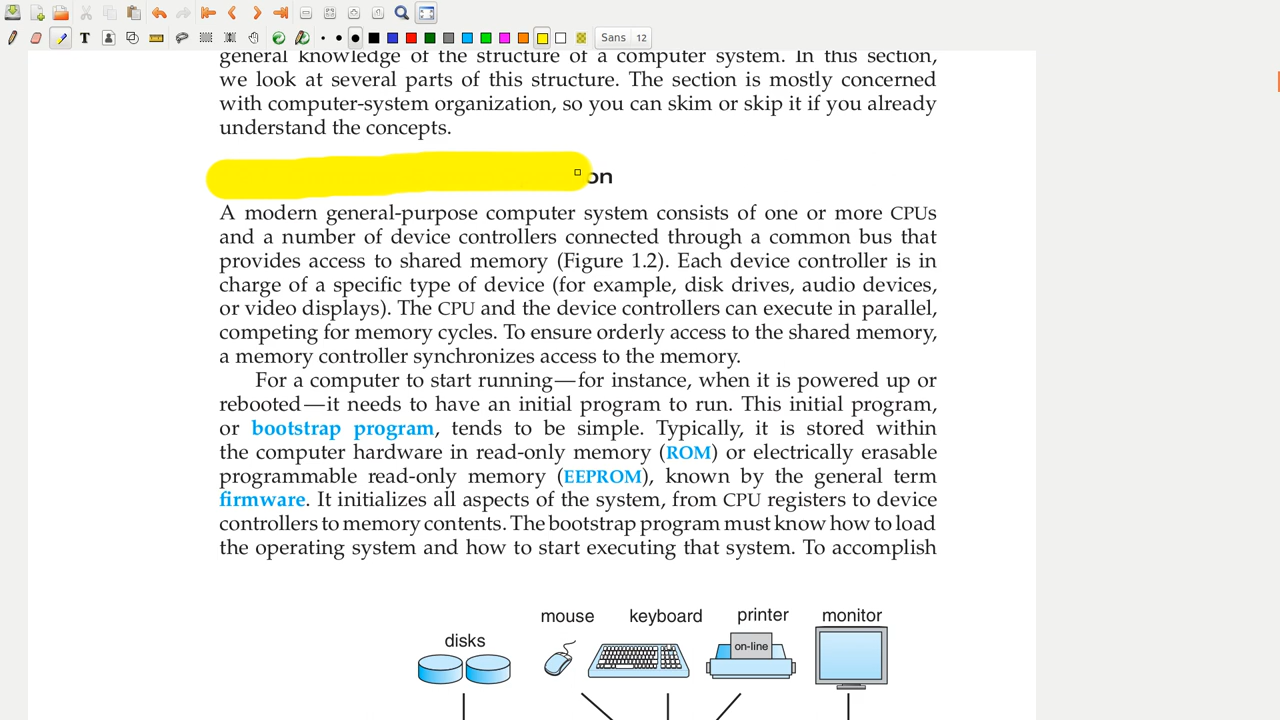 Sans 12
general knowledge of the structure of a computer system. In this section,
we look at several parts of this structure. The section is mostly concerned
with computer-system organization, so you can skim or skip it if you already
understand the concepts.
on
A modern general-purpose computer system consists of one or more CPUs
and a number of device controllers connected through a common bus that
provides access to shared memory (Figure 1.2). Each device controller is in
charge of a specific type of device (for example, disk drives, audio devices,
or video displays). The CPU and the device controllers can execute in parallel,
competing for memory cycles. To ensure orderly access to the shared memory,
a memory controller synchronizes access to the memory.
For a computer to start running—for instance, when it is powered up or
rebooted—it needs to have an initial program to run. This initial program,
or bootstrap program, tends to be simple. Typically, it is stored within
the computer hardware in read-only memory (ROM) or electrically erasable
programmable read-only memory (EEPROM), known by the general term
firmware. It initializes all aspects of the system, from CPU registers to device
controllers to memory contents. The bootstrap program must know how to load
the operating system and how to start executing that system. To accomplish
mouse keyboard printer monitor
disks
on-line